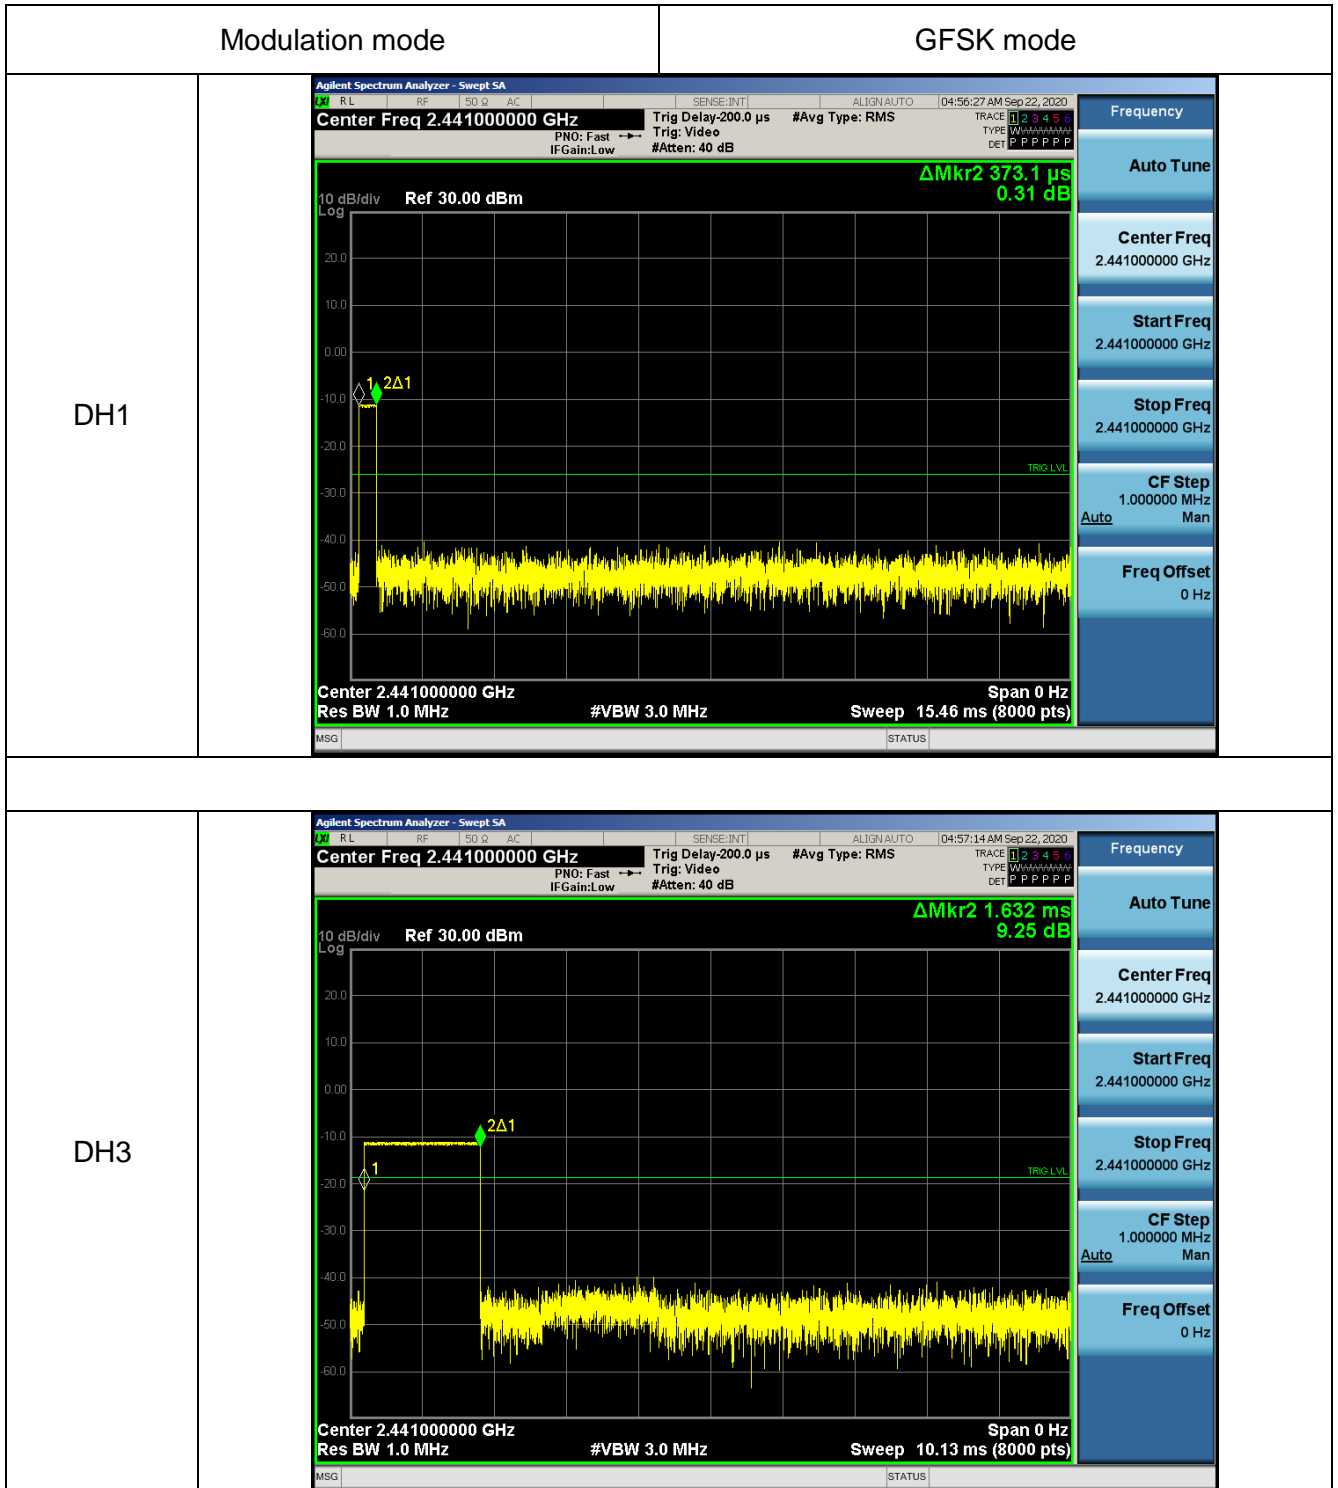 Modulation mode GFSK mode
DH1
Agilent Spectrum Analyzer - Swept SA
LXI RL RF 50 Ω AC SENSE:INT ALIGN AUTO 04:56:27 AM Sep 22, 2020
Center Freq 2.441000000 GHz Trig Delay-200.0 µs #Avg Type: RMS TRACE 1 2 3 4 5 6
PNO: Fast Trig: Video TYPE
IFGain:Low #Atten: 40 dB DET P P P P P P
ΔMkr2 373.1 µs
0.31 dB
10 dB/div Ref 30.00 dBm
Log
20.0
10.0
0.00
-10.0
-20.0
-30.0
-40.0
-50.0
-60.0
1 2Δ1
TRIG LVL
Center 2.441000000 GHz Span 0 Hz
Res BW 1.0 MHz #VBW 3.0 MHz Sweep 15.46 ms (8000 pts)
MSG STATUS
Frequency
Auto Tune
Center Freq
2.441000000 GHz
Start Freq
2.441000000 GHz
Stop Freq
2.441000000 GHz
CF Step
1.000000 MHz
Auto Man
Freq Offset
0 Hz
DH3
Agilent Spectrum Analyzer - Swept SA
LXI RL RF 50 Ω AC SENSE:INT ALIGN AUTO 04:57:14 AM Sep 22, 2020
Center Freq 2.441000000 GHz Trig Delay-200.0 µs #Avg Type: RMS TRACE 1 2 3 4 5 6
PNO: Fast Trig: Video TYPE
IFGain:Low #Atten: 40 dB DET P P P P P P
ΔMkr2 1.632 ms
9.25 dB
10 dB/div Ref 30.00 dBm
Log
20.0
10.0
0.00
-10.0
-20.0
-30.0
-40.0
-50.0
-60.0
2Δ1
1
TRIG LVL
Center 2.441000000 GHz Span 0 Hz
Res BW 1.0 MHz #VBW 3.0 MHz Sweep 10.13 ms (8000 pts)
MSG STATUS
Frequency
Auto Tune
Center Freq
2.441000000 GHz
Start Freq
2.441000000 GHz
Stop Freq
2.441000000 GHz
CF Step
1.000000 MHz
Auto Man
Freq Offset
0 Hz